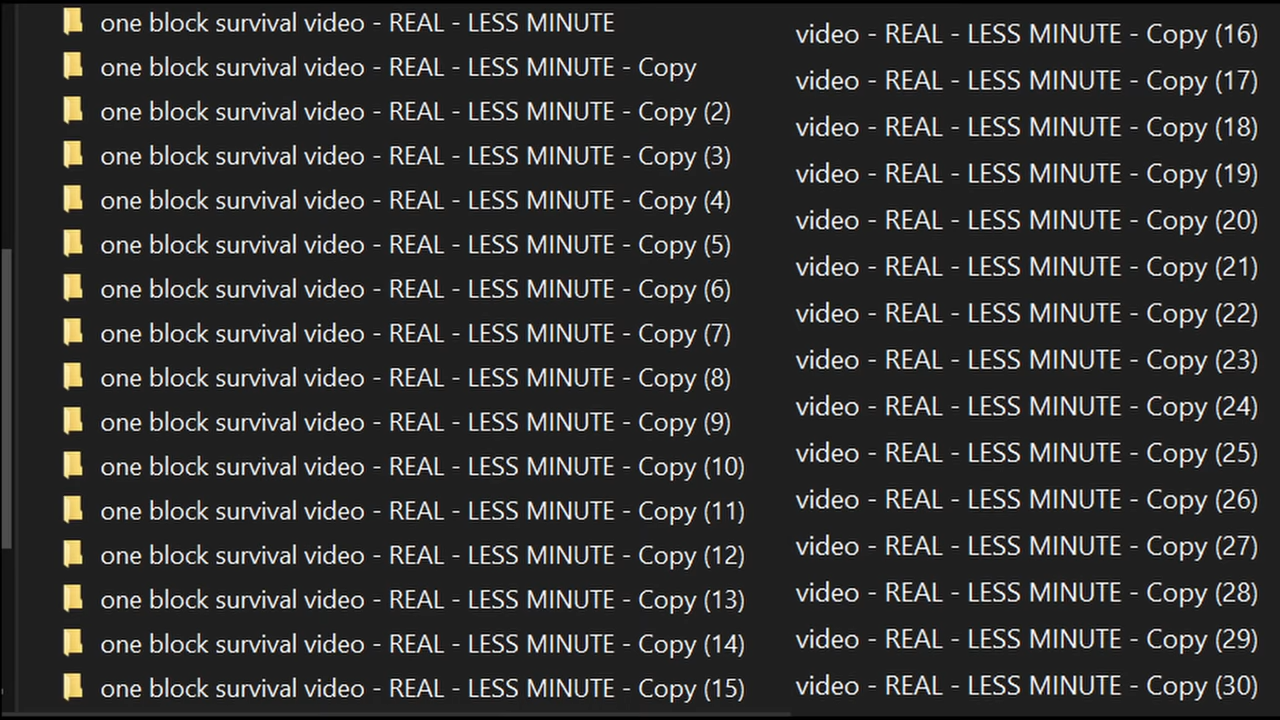 one block survival video - REAL - LESS MINUTE
one block survival video - REAL - LESS MINUTE - Copy
one block survival video - REAL - LESS MINUTE - Copy (2)
one block survival video - REAL - LESS MINUTE - Copy (3)
one block survival video - REAL - LESS MINUTE - Copy (4)
one block survival video - REAL - LESS MINUTE - Copy (5)
one block survival video - REAL - LESS MINUTE - Copy (6)
one block survival video - REAL - LESS MINUTE - Copy (7)
one block survival video - REAL - LESS MINUTE - Copy (8)
one block survival video - REAL - LESS MINUTE - Copy (9)
one block survival video - REAL - LESS MINUTE - Copy (10)
one block survival video - REAL - LESS MINUTE - Copy (11)
one block survival video - REAL - LESS MINUTE - Copy (12)
one block survival video - REAL - LESS MINUTE - Copy (13)
one block survival video - REAL - LESS MINUTE - Copy (14)
one block survival video - REAL - LESS MINUTE - Copy (15)
video - REAL - LESS MINUTE - Copy (16)
video - REAL - LESS MINUTE - Copy (17)
video - REAL - LESS MINUTE - Copy (18)
video - REAL - LESS MINUTE - Copy (19)
video - REAL - LESS MINUTE - Copy (20)
video - REAL - LESS MINUTE - Copy (21)
video - REAL - LESS MINUTE - Copy (22)
video - REAL - LESS MINUTE - Copy (23)
video - REAL - LESS MINUTE - Copy (24)
video - REAL - LESS MINUTE - Copy (25)
video - REAL - LESS MINUTE - Copy (26)
video - REAL - LESS MINUTE - Copy (27)
video - REAL - LESS MINUTE - Copy (28)
video - REAL - LESS MINUTE - Copy (29)
video - REAL - LESS MINUTE - Copy (30)